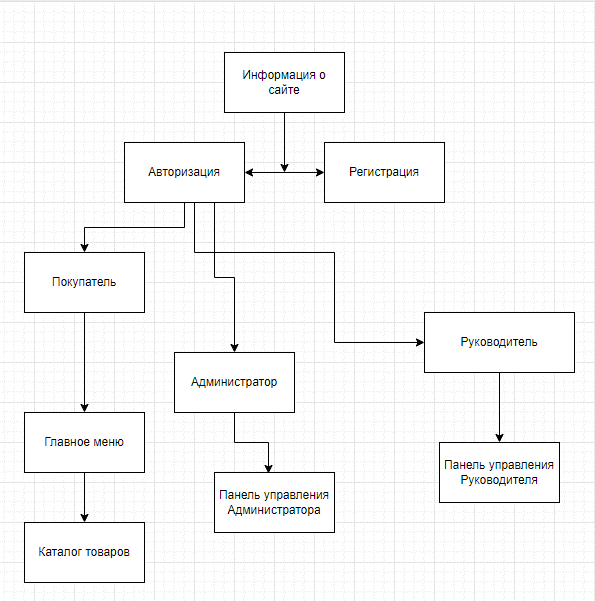 Информация о
сайте
Авторизация
Регистрация
Покупатель
Руководитель
Администратор
Главное меню
Панель управления
Руководителя
Панель управления
Администратора
Каталог товаров